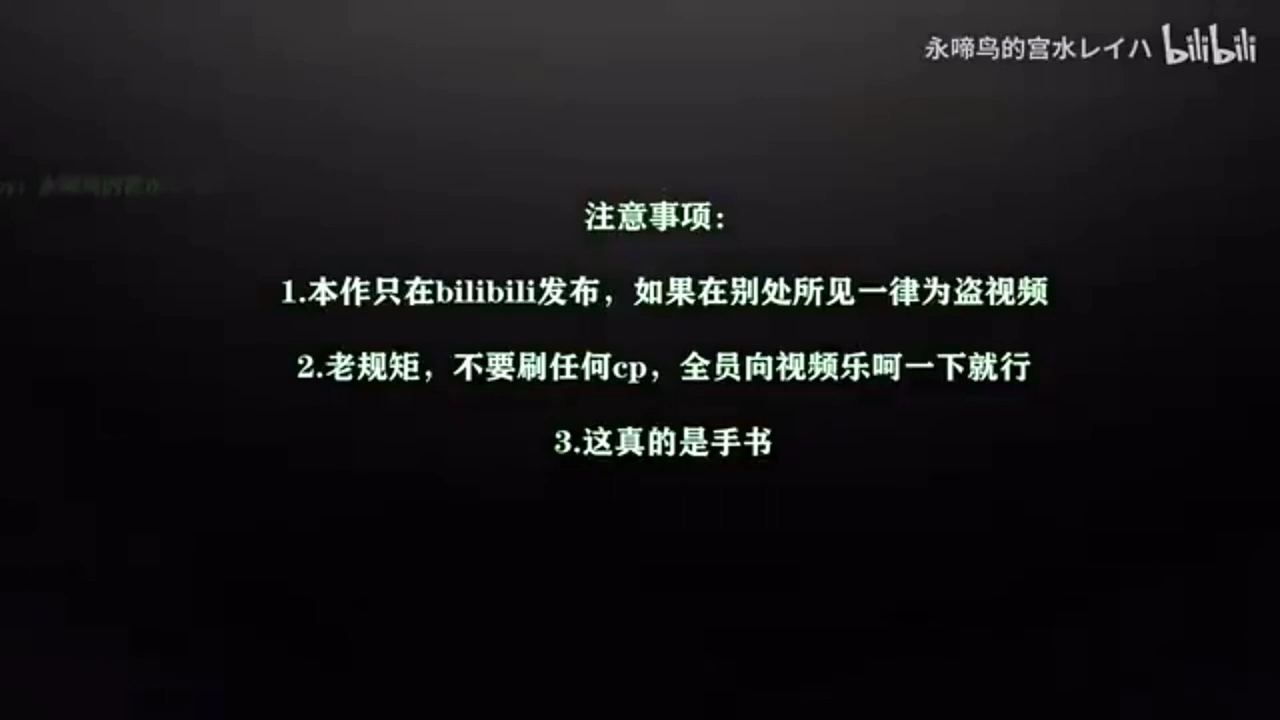 永啼鸟的宫水レイハ bilibili
注意事项：
1.本作只在bilibili发布，如果在别处所见一律为盗视频
2.老规矩，不要刷任何cp，全员向视频乐呵一下就行
3.这真的是手书